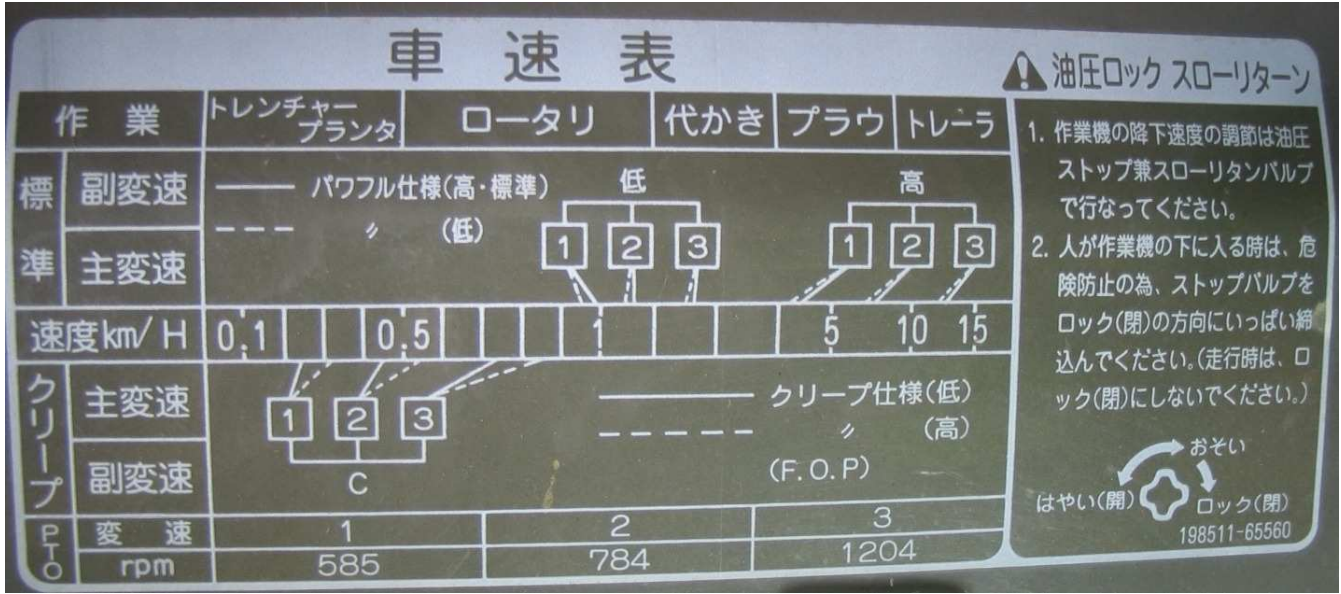 車速表
作業 トレンチャープランタ ロータリ 代かき プラウ トレーラ
標準 副変速 パワフル仕様(高・標準) 低 高
〃 (低)
主変速 1 2 3 1 2 3
速度km/H 0.1 0.5 1 5 10 15
クリープ 主変速 1 2 3 クリープ仕様(低)
〃 (高)
副変速 C (F.O.P)
PTO 変速 1 2 3
rpm 585 784 1204
油圧ロック スローリターン
1. 作業機の降下速度の調節は油圧
ストップ兼スローリタンバルブ
で行なってください。
2. 人が作業機の下に入る時は、危
険防止の為、ストップバルブを
ロック(閉)の方向にいっぱい締
込んでください。(走行時は、ロ
ック(閉)にしないでください。)
おそい
はやい(開) ロック(閉)
198511-65560